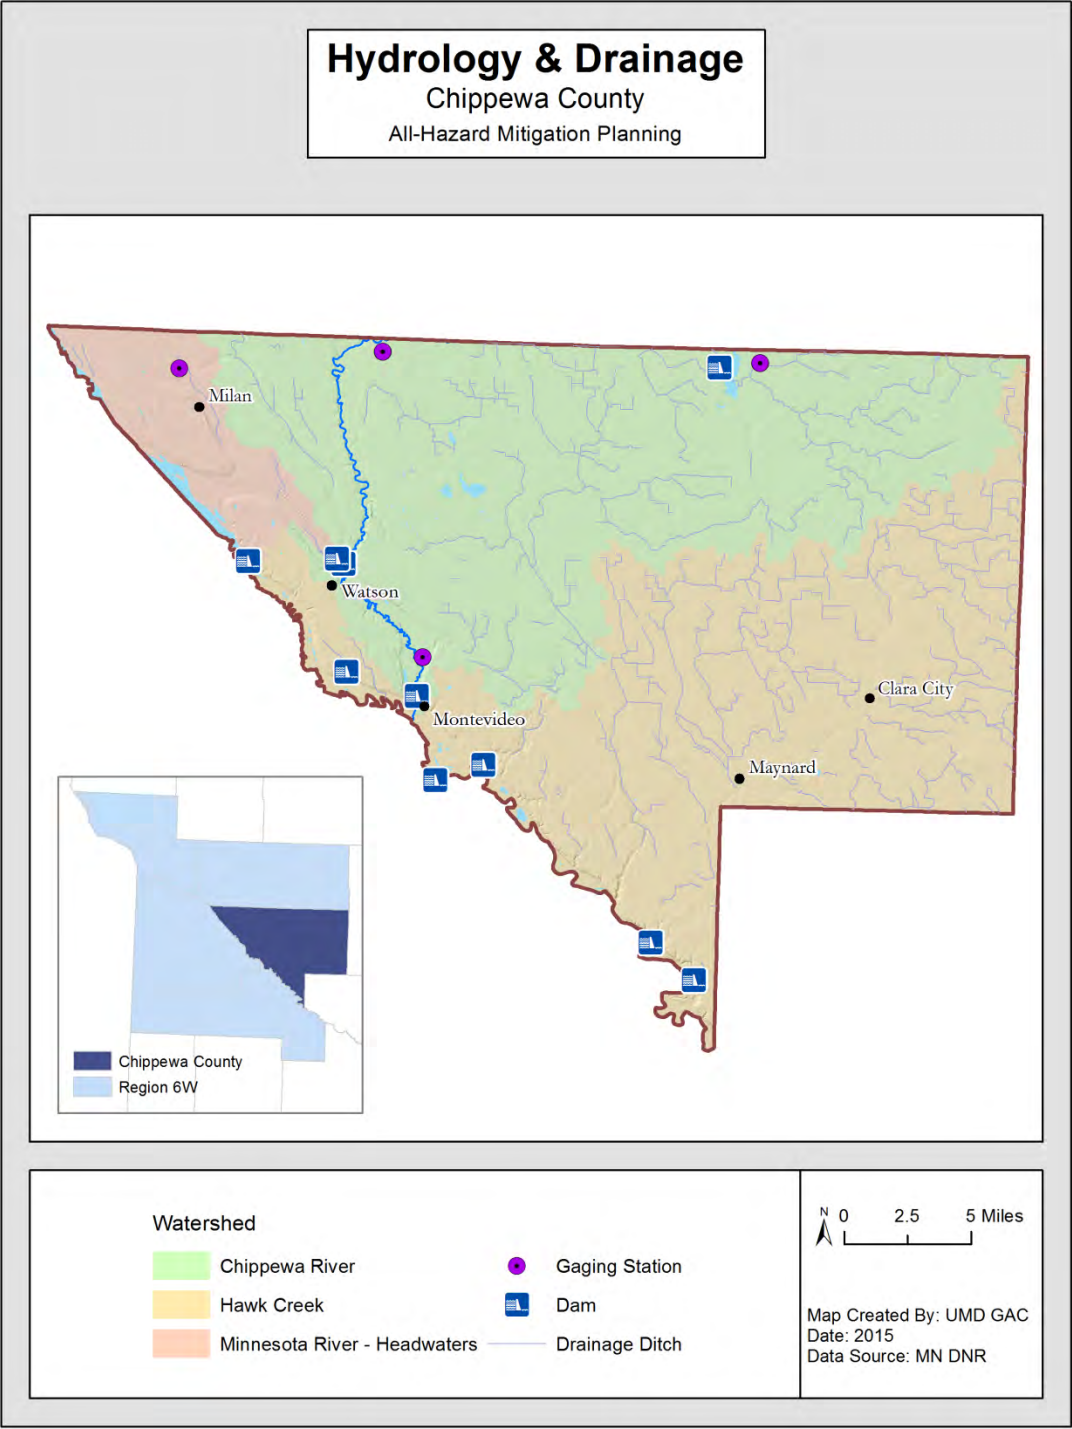 Hydrology & Drainage
Chippewa County
All-Hazard Mitigation Planning
Milan
Watson
Montevideo
Clara City
Maynard
Chippewa County
Region 6W
Watershed
Chippewa River
Hawk Creek
Minnesota River - Headwaters
Gaging Station
Dam
Drainage Ditch
N
0 2.5 5 Miles
Map Created By: UMD GAC
Date: 2015
Data Source: MN DNR